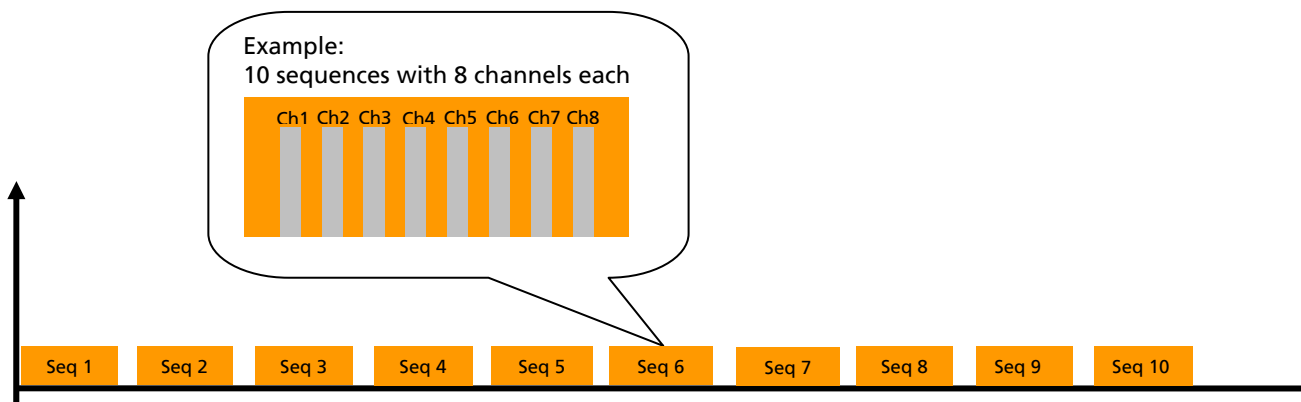 Example:
10 sequences with 8 channels each
Ch1 Ch2 Ch3 Ch4 Ch5 Ch6 Ch7 Ch8
Seq 1 Seq 2 Seq 3 Seq 4 Seq 5 Seq 6 Seq 7 Seq 8 Seq 9 Seq 10